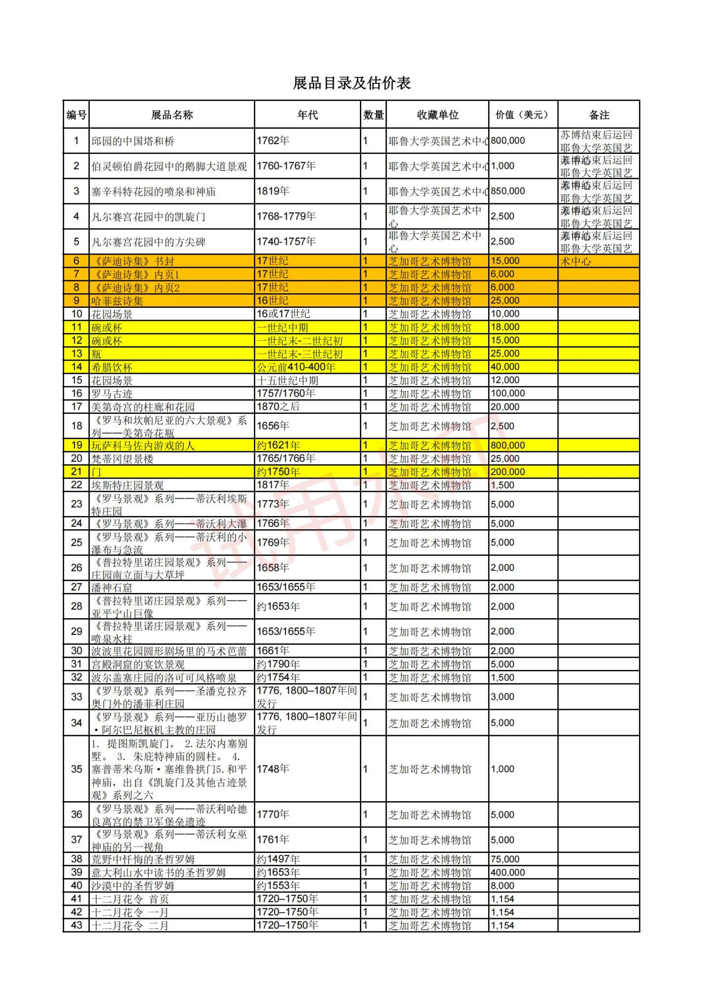 展品目录及估价表
编号 展品名称 年代 数量 收藏单位 价值（美元） 备注
1 邱园的中国塔和桥 1762年 1 耶鲁大学英国艺术中心 800,000 苏博结束后运回
耶鲁大学英国艺
2 伯灵顿伯爵花园中的鹅脚大道景观 1760-1767年 1 耶鲁大学英国艺术中心 1,000 苏博结束后运回
耶鲁大学英国艺
3 塞辛科特花园的喷泉和神庙 1819年 1 耶鲁大学英国艺术中心 850,000 苏博结束后运回
耶鲁大学英国艺
4 凡尔赛宫花园中的凯旋门 1768-1779年 1 耶鲁大学英国艺术中
心 2,500 苏博结束后运回
耶鲁大学英国艺
5 凡尔赛宫花园中的方尖碑 1740-1757年 1 耶鲁大学英国艺术中
心 2,500 苏博结束后运回
耶鲁大学英国艺
6 《萨迪诗集》书封 17世纪 1 芝加哥艺术博物馆 15,000 术中心
7 《萨迪诗集》内页1 17世纪 1 芝加哥艺术博物馆 6,000
8 《萨迪诗集》内页2 17世纪 1 芝加哥艺术博物馆 6,000
9 哈菲兹诗集 16世纪 1 芝加哥艺术博物馆 25,000
10 花园场景 16或17世纪 1 芝加哥艺术博物馆 10,000
11 碗或杯 一世纪中期 1 芝加哥艺术博物馆 18,000
12 碗或杯 一世纪末-二世纪初 1 芝加哥艺术博物馆 15,000
13 瓶 一世纪末-三世纪初 1 芝加哥艺术博物馆 25,000
14 希腊饮杯 公元前410-400年 1 芝加哥艺术博物馆 40,000
15 花园场景 十五世纪中期 1 芝加哥艺术博物馆 12,000
16 罗马古迹 1757/1760年 1 芝加哥艺术博物馆 100,000
17 美第奇宫的柱廊和花园 1870之后 1 芝加哥艺术博物馆 20,000
18 《罗马和坎帕尼亚的六大景观》系
列——美第奇花瓶 1656年 1 芝加哥艺术博物馆 2,500
19 玩萨科马佐内游戏的人 约1621年 1 芝加哥艺术博物馆 800,000
20 梵蒂冈望景楼 1765/1766年 1 芝加哥艺术博物馆 25,000
21 门 约1750年 1 芝加哥艺术博物馆 200,000
22 埃斯特庄园景观 1817年 1 芝加哥艺术博物馆 1,500
23 《罗马景观》系列——蒂沃利埃斯
特庄园 1773年 1 芝加哥艺术博物馆 5,000
24 《罗马景观》系列——蒂沃利大瀑 1766年 1 芝加哥艺术博物馆 5,000
25 《罗马景观》系列——蒂沃利的小
瀑布与急流 1769年 1 芝加哥艺术博物馆 5,000
26 《普拉特里诺庄园景观》系列——
庄园南立面与大草坪 1658年 1 芝加哥艺术博物馆 2,000
27 潘神石窟 1653/1655年 1 芝加哥艺术博物馆 2,000
28 《普拉特里诺庄园景观》系列——
亚平宁山巨像 约1653年 1 芝加哥艺术博物馆 2,000
29 《普拉特里诺庄园景观》系列——
喷泉水柱 1653/1655年 1 芝加哥艺术博物馆 2,000
30 波波里花园圆形剧场里的马术芭蕾 1661年 1 芝加哥艺术博物馆 2,000
31 宫殿洞窟的宴饮景观 约1790年 1 芝加哥艺术博物馆 5,000
32 波尔盖塞庄园的洛可可风格喷泉 约1754年 1 芝加哥艺术博物馆 1,500
33 《罗马景观》系列——圣潘克拉齐
奥门外的潘菲利庄园 1776, 1800–1807年间
发行 1 芝加哥艺术博物馆 3,000
34 《罗马景观》系列——亚历山德罗
·阿尔巴尼枢机主教的庄园 1776, 1800–1807年间
发行 1 芝加哥艺术博物馆 5,000
35 1. 提图斯凯旋门。 2.法尔内塞别
墅。 3. 朱庇特神庙的圆柱。 4.
塞普蒂米乌斯·塞维鲁拱门5.和平
神庙，出自《凯旋门及其他古迹景
观》系列之六 1748年 1 芝加哥艺术博物馆 1,000
36 《罗马景观》系列——蒂沃利哈德
良离宫的禁卫军堡垒遗迹 1770年 1 芝加哥艺术博物馆 5,000
37 《罗马景观》系列——蒂沃利女巫
神庙的另一视角 1761年 1 芝加哥艺术博物馆 5,000
38 荒野中忏悔的圣哲罗姆 约1497年 1 芝加哥艺术博物馆 75,000
39 意大利山水中读书的圣哲罗姆 约1653年 1 芝加哥艺术博物馆 400,000
40 沙漠中的圣哲罗姆 约1553年 1 芝加哥艺术博物馆 8,000
41 十二月花令 首页 1720–1750年 1 芝加哥艺术博物馆 1,154
42 十二月花令 一月 1720–1750年 1 芝加哥艺术博物馆 1,154
43 十二月花令 二月 1720–1750年 1 芝加哥艺术博物馆 1,154
试用水印